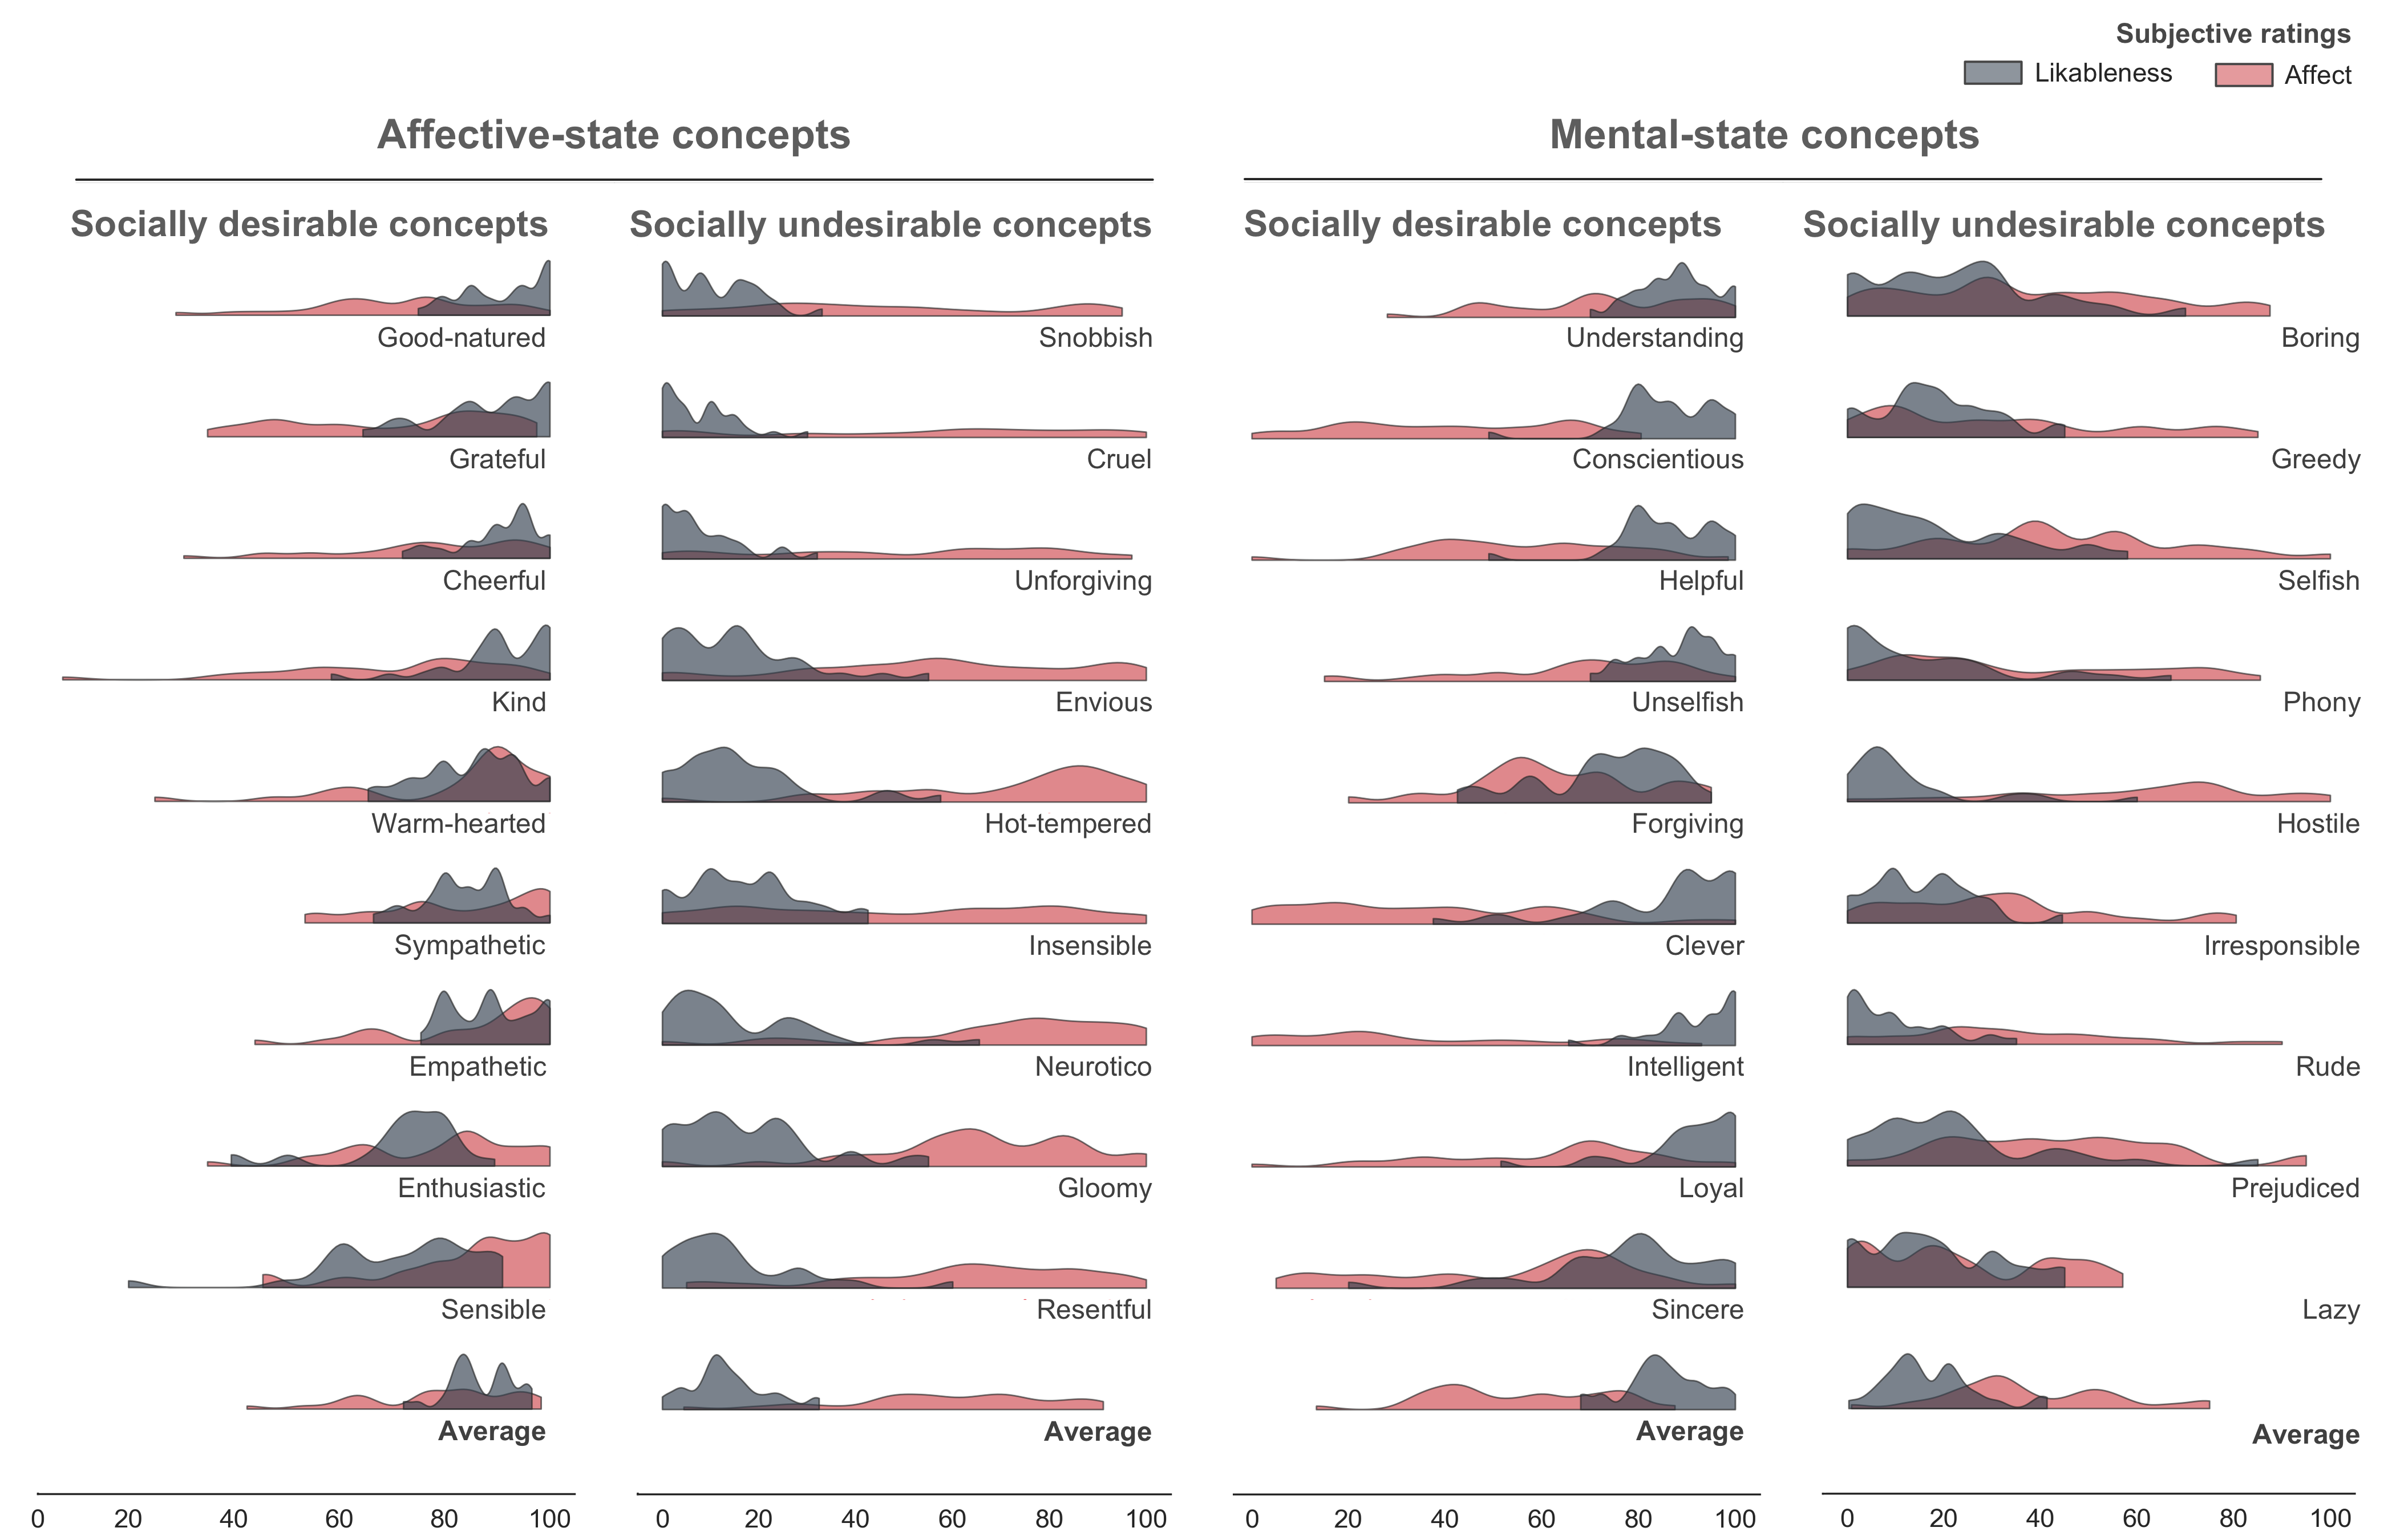 Subjective ratings
Likableness Affect
Affective-state concepts Mental-state concepts
Socially desirable concepts Socially undesirable concepts Socially desirable concepts Socially undesirable concepts
Good-natured Snobbish Understanding Boring
Grateful Cruel Conscientious Greedy
Cheerful Unforgiving Helpful Selfish
Kind Envious Unselfish Phony
Warm-hearted Hot-tempered Forgiving Hostile
Sympathetic Insensible Clever Irresponsible
Empathetic Neurotico Intelligent Rude
Enthusiastic Gloomy Loyal Prejudiced
Sensible Resentful Sincere Lazy
Average Average Average Average
0 20 40 60 80 100 0 20 40 60 80 100 0 20 40 60 80 100 0 20 40 60 80 100